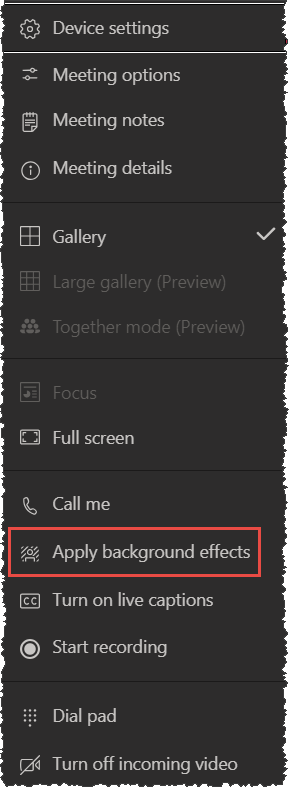 Device settings
Meeting options
Meeting notes
Meeting details
Gallery
Large gallery (Preview)
Together mode (Preview)
Focus
Full screen
Call me
Apply background effects
CC Turn on live captions
Start recording
Dial pad
Turn off incoming video